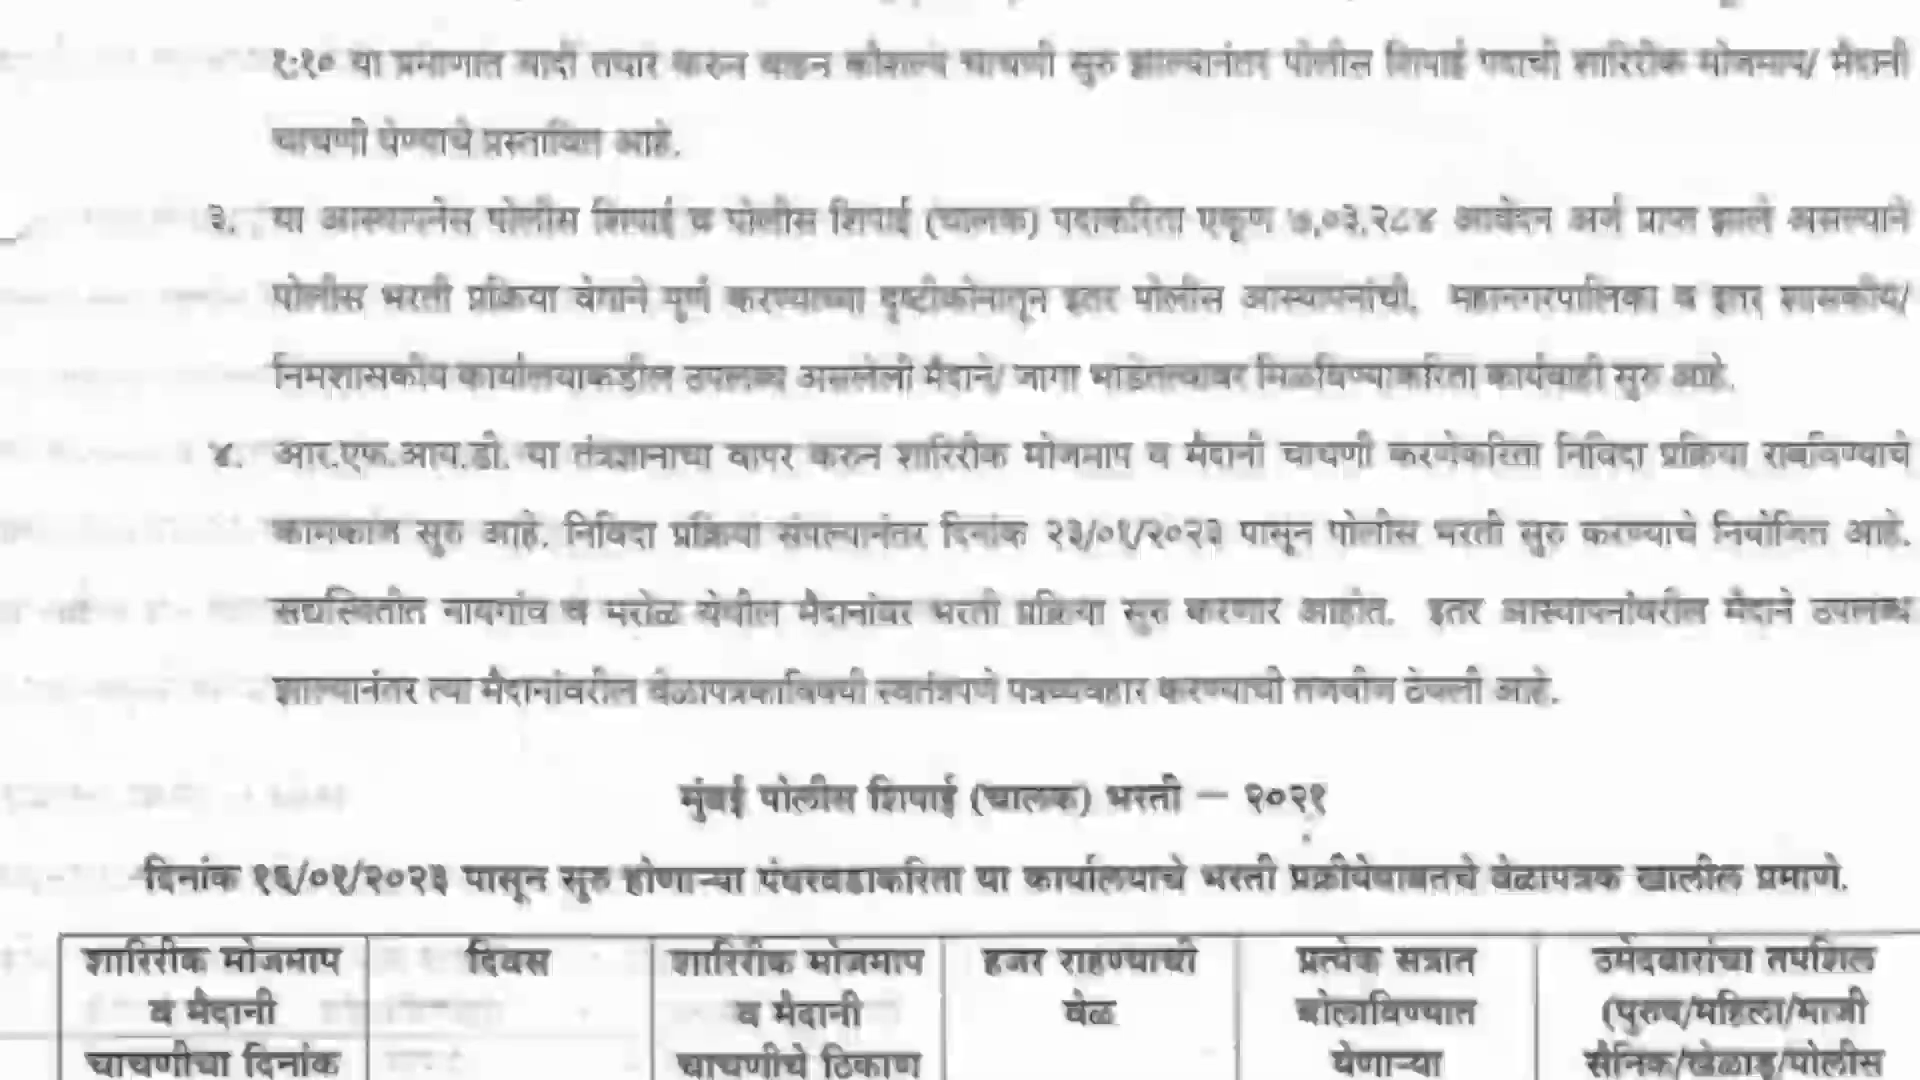 १:१० या प्रमाणात यादी तयार करुन वाहन कौशल्य चाचणी सुरु झाल्यानंतर पोलीस शिपाई पदाची शारिरीक मोजमाप/ मैदानी
चाचणी घेण्याचे प्रस्तावित आहे.
३. या आस्थापनेस पोलीस शिपाई व पोलीस शिपाई (चालक) पदाकरिता एकूण ७,०३,२८४ आवेदन अर्ज प्राप्त झाले असल्याने
पोलीस भरती प्रक्रिया वेगाने पुर्ण करण्याच्या दृष्टीकोनातून इतर पोलीस आस्थापनांची, महानगरपालिका व इतर शासकीय/
निमशासकीय कार्यालयाकडील उपलब्ध असलेली मैदाने/ जागा भाडेतत्वावर मिळविण्याकरिता कार्यवाही सुरु आहे.
४. आर.एफ.आय.डी. या तंत्रज्ञानाचा वापर करुन शारिरीक मोजमाप व मैदानी चाचणी करणेकरिता निविदा प्रक्रिया राबविण्याचे
कामकाज सुरु आहे. निविदा प्रक्रिया संपल्यानंतर दिनांक २३/०१/२०२३ पासून पोलीस भरती सुरु करण्याचे नियोजित आहे.
सद्यस्थितीत नायगांव व मरोळ येथील मैदानांवर भरती प्रक्रिया सुरु करणार आहोत. इतर आस्थापनांवरील मैदाने उपलब्ध
झाल्यानंतर त्या मैदानांवरील वेळापत्रकाविषयी स्वतंत्रपणे पत्रव्यवहार करण्याची तजवीज ठेवली आहे.
मुंबई पोलीस शिपाई (चालक) भरती – २०२१
दिनांक १६/०१/२०२३ पासून सुरु होणाऱ्या पंधरवडाकरिता या कार्यालयाचे भरती प्रक्रीयेबाबतचे वेळापत्रक खालील प्रमाणे.
शारिरीक मोजमाप दिवस शारिरीक मोजमाप हजर राहण्याची प्रत्येक सत्रात उमेदवारांचा तपशिल
व मैदानी व मैदानी वेळ बोलाविण्यात (पुरुष/महिला/माजी
चाचणीचा दिनांक चाचणीचे ठिकाण येणाऱ्या सैनिक/खेळाडू/पोलीस